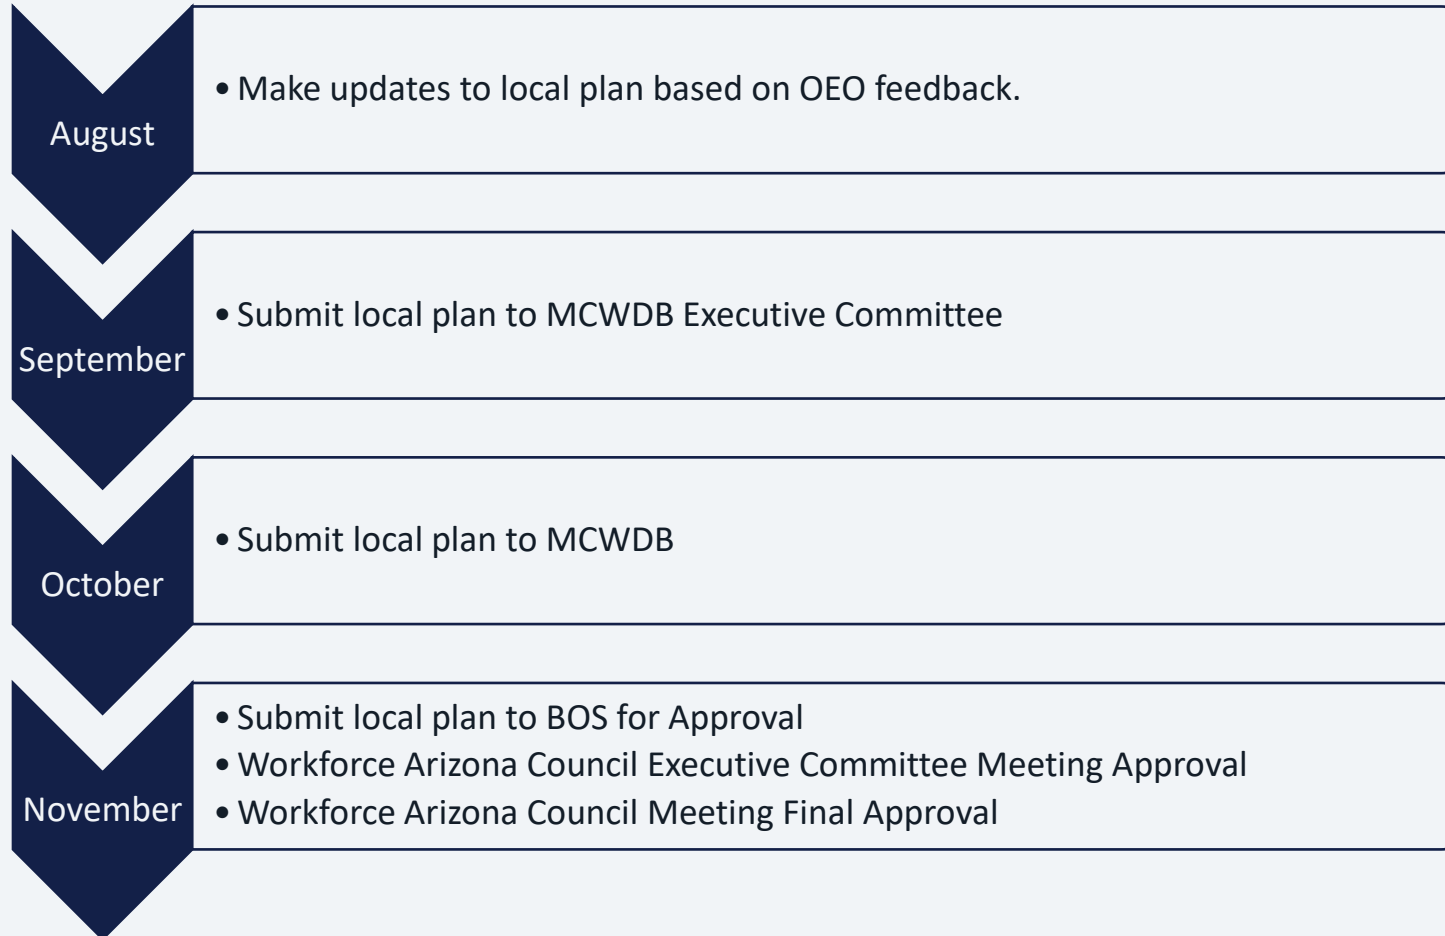 August
• Make updates to local plan based on OEO feedback.
September
• Submit local plan to MCWDB Executive Committee
October
• Submit local plan to MCWDB
November
• Submit local plan to BOS for Approval
• Workforce Arizona Council Executive Committee Meeting Approval
• Workforce Arizona Council Meeting Final Approval